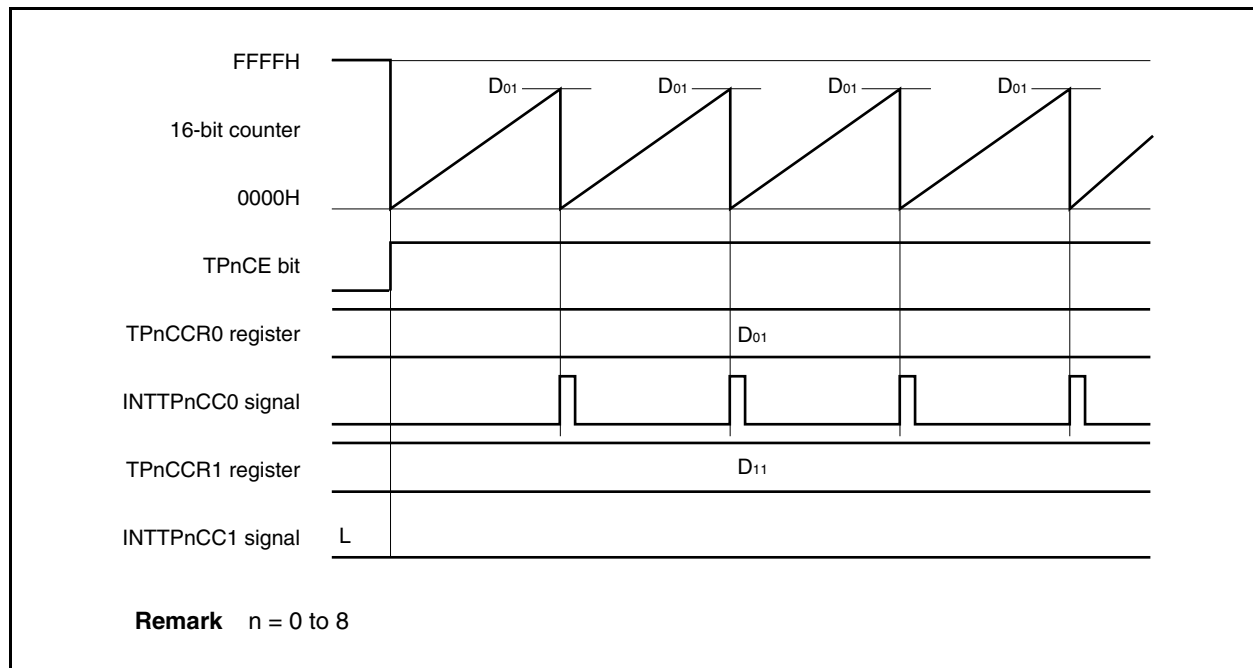 FFFFH
D01 D01 D01 D01
16-bit counter
0000H
TPnCE bit
TPnCCR0 register D01
INTTPnCC0 signal
TPnCCR1 register D11
INTTPnCC1 signal L
Remark n = 0 to 8